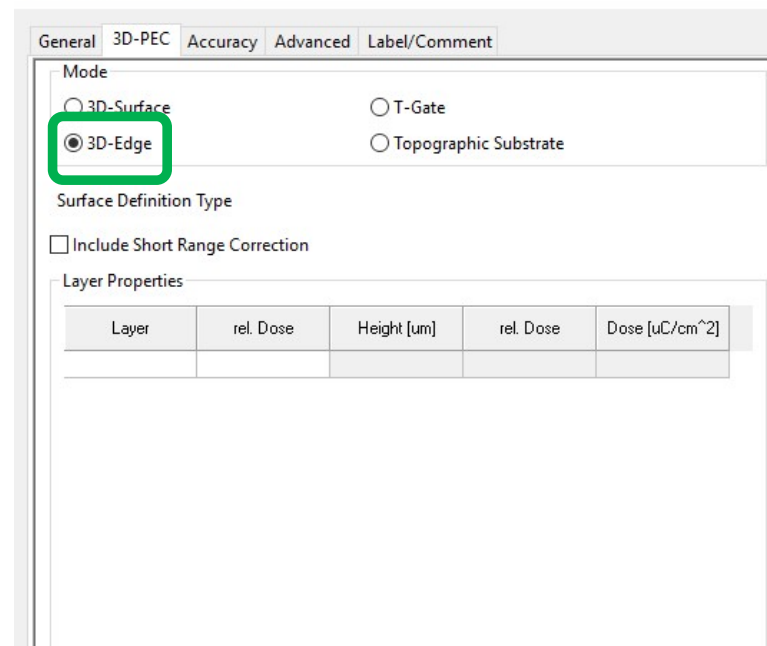 General 3D-PEC Accuracy Advanced Label/Comment
Mode
3D-Surface T-Gate
3D-Edge Topographic Substrate
Surface Definition Type
Include Short Range Correction
Layer Properties
Layer rel. Dose Height [um] rel. Dose Dose [uC/cm^2]